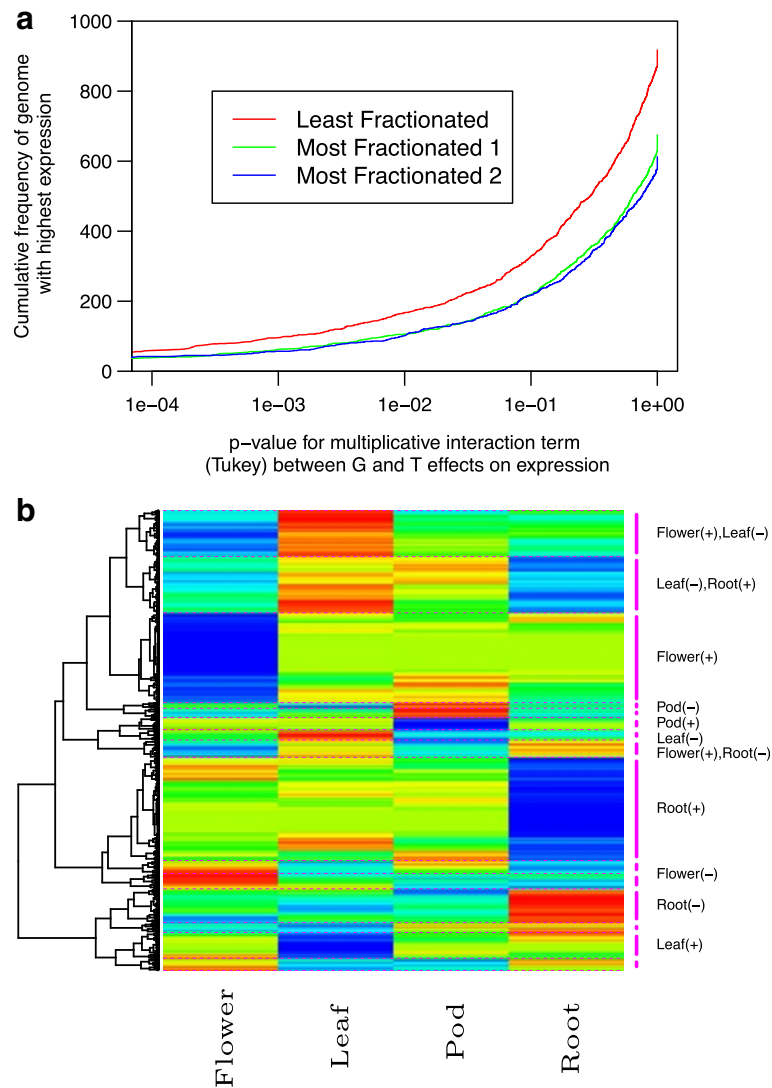 a
1000
800
600
400
200
0
Cumulative frequency of genome
with highest expression
Least Fractionated
Most Fractionated 1
Most Fractionated 2
1e−04 1e−03 1e−02 1e−01 1e+00
p−value for multiplicative interaction term
(Tukey) between G and T effects on expression
b
Flower(+),Leaf(−)
Leaf(−),Root(+)
Flower(+)
Pod(−)
Pod(+)
Leaf(−)
Flower(+),Root(−)
Root(+)
Flower(−)
Root(−)
Leaf(+)
Flower Leaf Pod Root